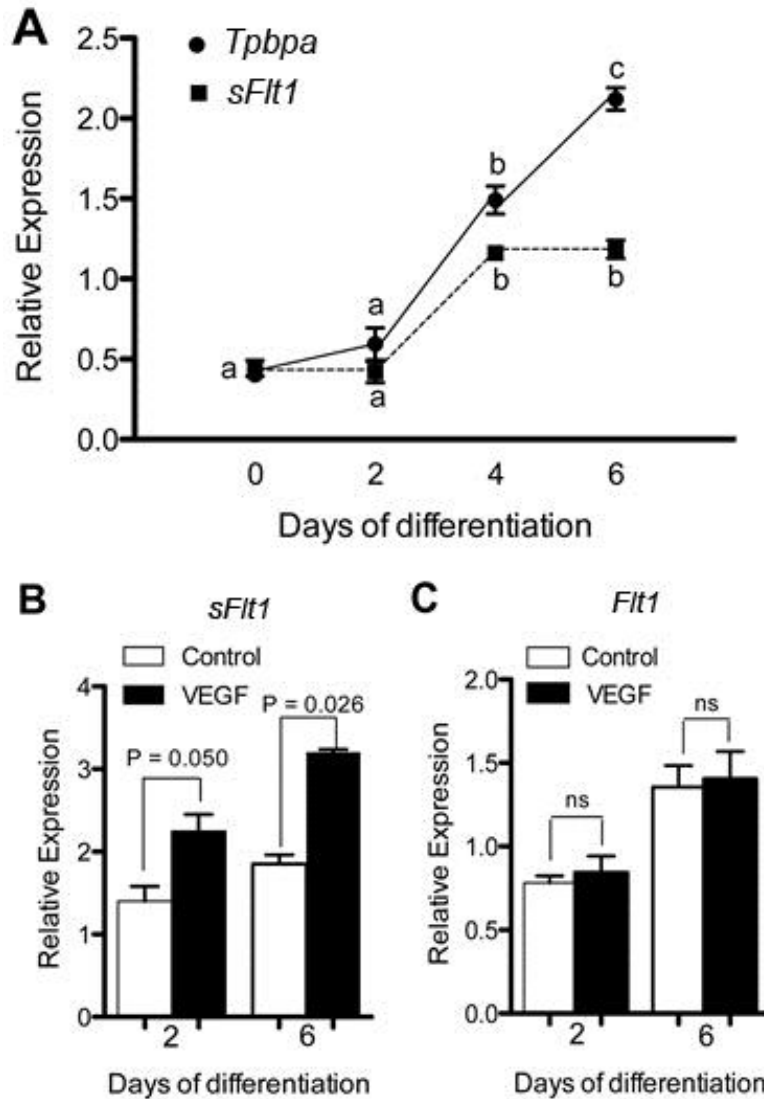 A
Tpbpa
sFlt1
Relative Expression
2.5
2.0
1.5
1.0
0.5
0.0
a
a
a
b
b
c
b
0 2 4 6
Days of differentiation
B
sFlt1
Control
VEGF
P = 0.050
P = 0.026
Relative Expression
4
3
2
1
0
2 6
Days of differentiation
C
Flt1
Control
VEGF
ns
ns
Relative Expression
2.0
1.5
1.0
0.5
0.0
2 6
Days of differentiation